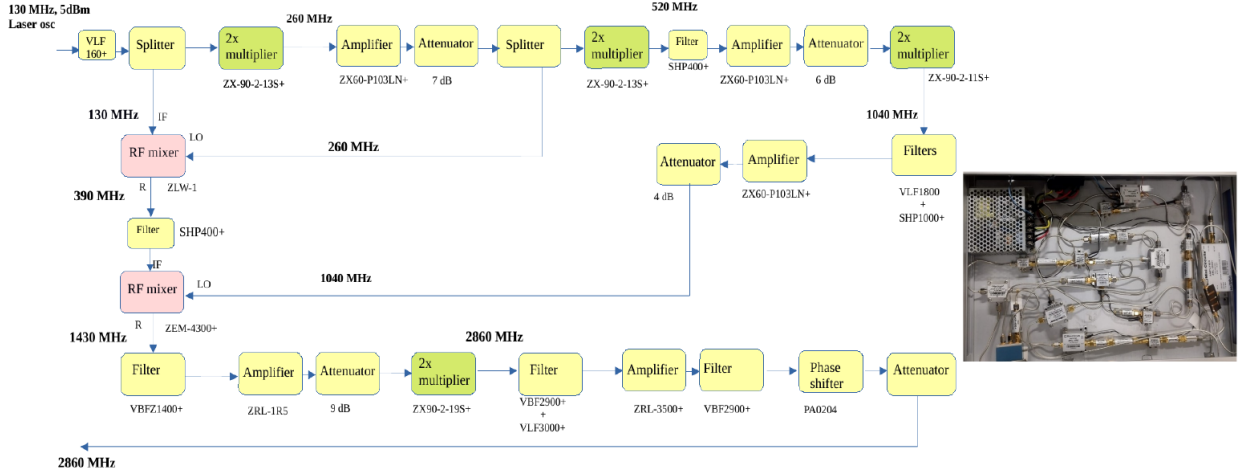 130 MHz, 5dBm
Laser osc
VLF
160+
Splitter
2x
multiplier
ZX-90-2-13S+
260 MHz
Amplifier
ZX60-P103LN+
Attenuator
7 dB
Splitter
2x
multiplier
ZX-90-2-13S+
520 MHz
Filter
SHP400+
Amplifier
ZX60-P103LN+
Attenuator
6 dB
2x
multiplier
ZX-90-2-11S+
130 MHz
IF
RF mixer
LO
R
ZLW-1
260 MHz
1040 MHz
Filters
VLF1800
+
SHP1000+
Amplifier
ZX60-P103LN+
Attenuator
4 dB
390 MHz
Filter
SHP400+
IF
RF mixer
LO
1040 MHz
R
ZEM-4300+
1430 MHz
Filter
VBFZ1400+
Amplifier
ZRL-1R5
Attenuator
9 dB
2x
multiplier
ZX90-2-19S+
2860 MHz
Filter
VBF2900+
+
VLF3000+
Amplifier
ZRL-3500+
Filter
VBF2900+
Phase
shifter
PA0204
Attenuator
2860 MHz